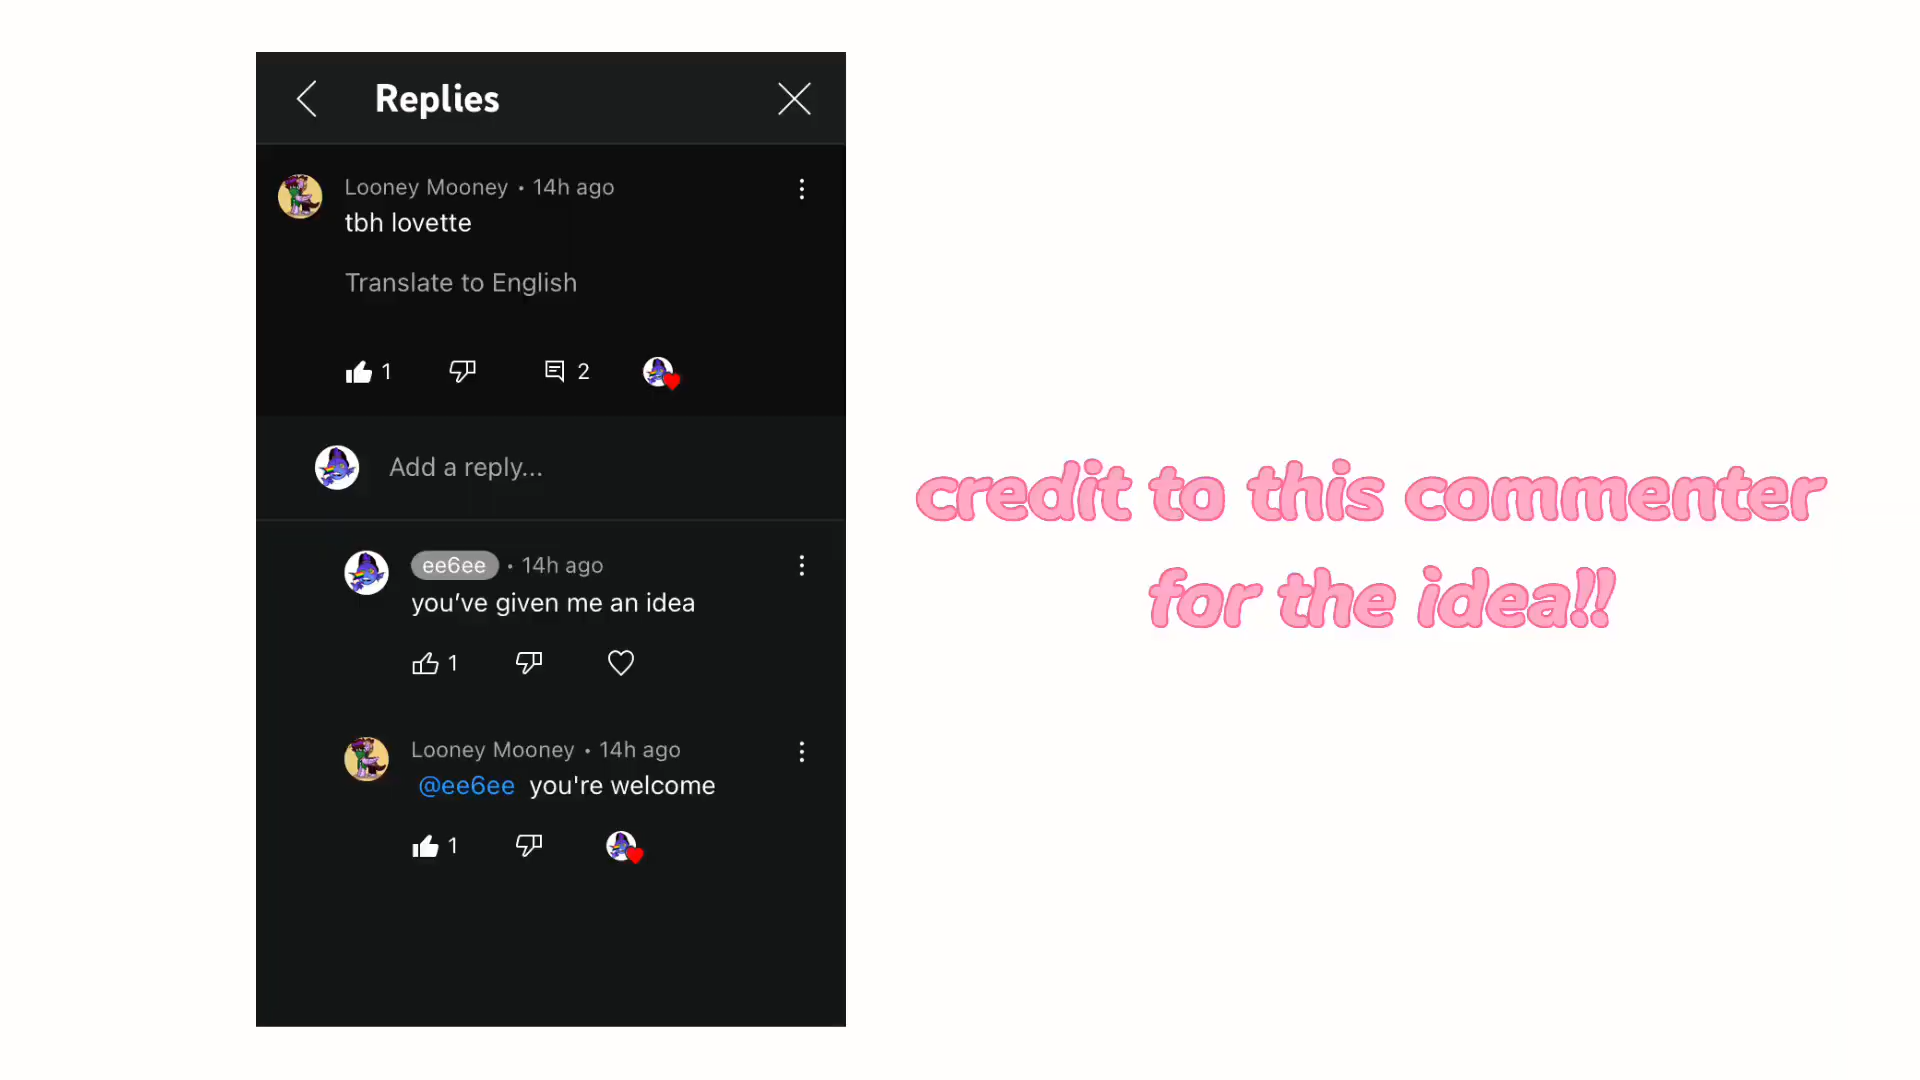 Replies
Looney Mooney • 14h ago
tbh lovette
Translate to English
1 2
Add a reply...
ee6ee • 14h ago
you’ve given me an idea
1
Looney Mooney • 14h ago
@ee6ee you're welcome
1
credit to this commenter
for the idea!!